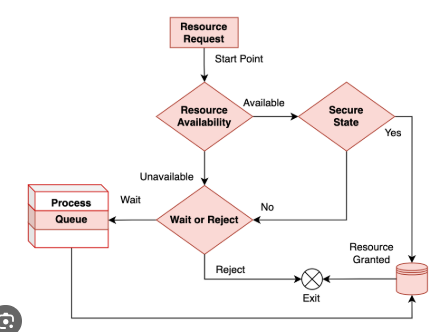 Resource
Request
Start Point
Resource
Availability
Available
Secure
State
Yes
Unavailable
Process
Queue
Wait
Wait or Reject
No
Resource
Granted
Reject
Exit